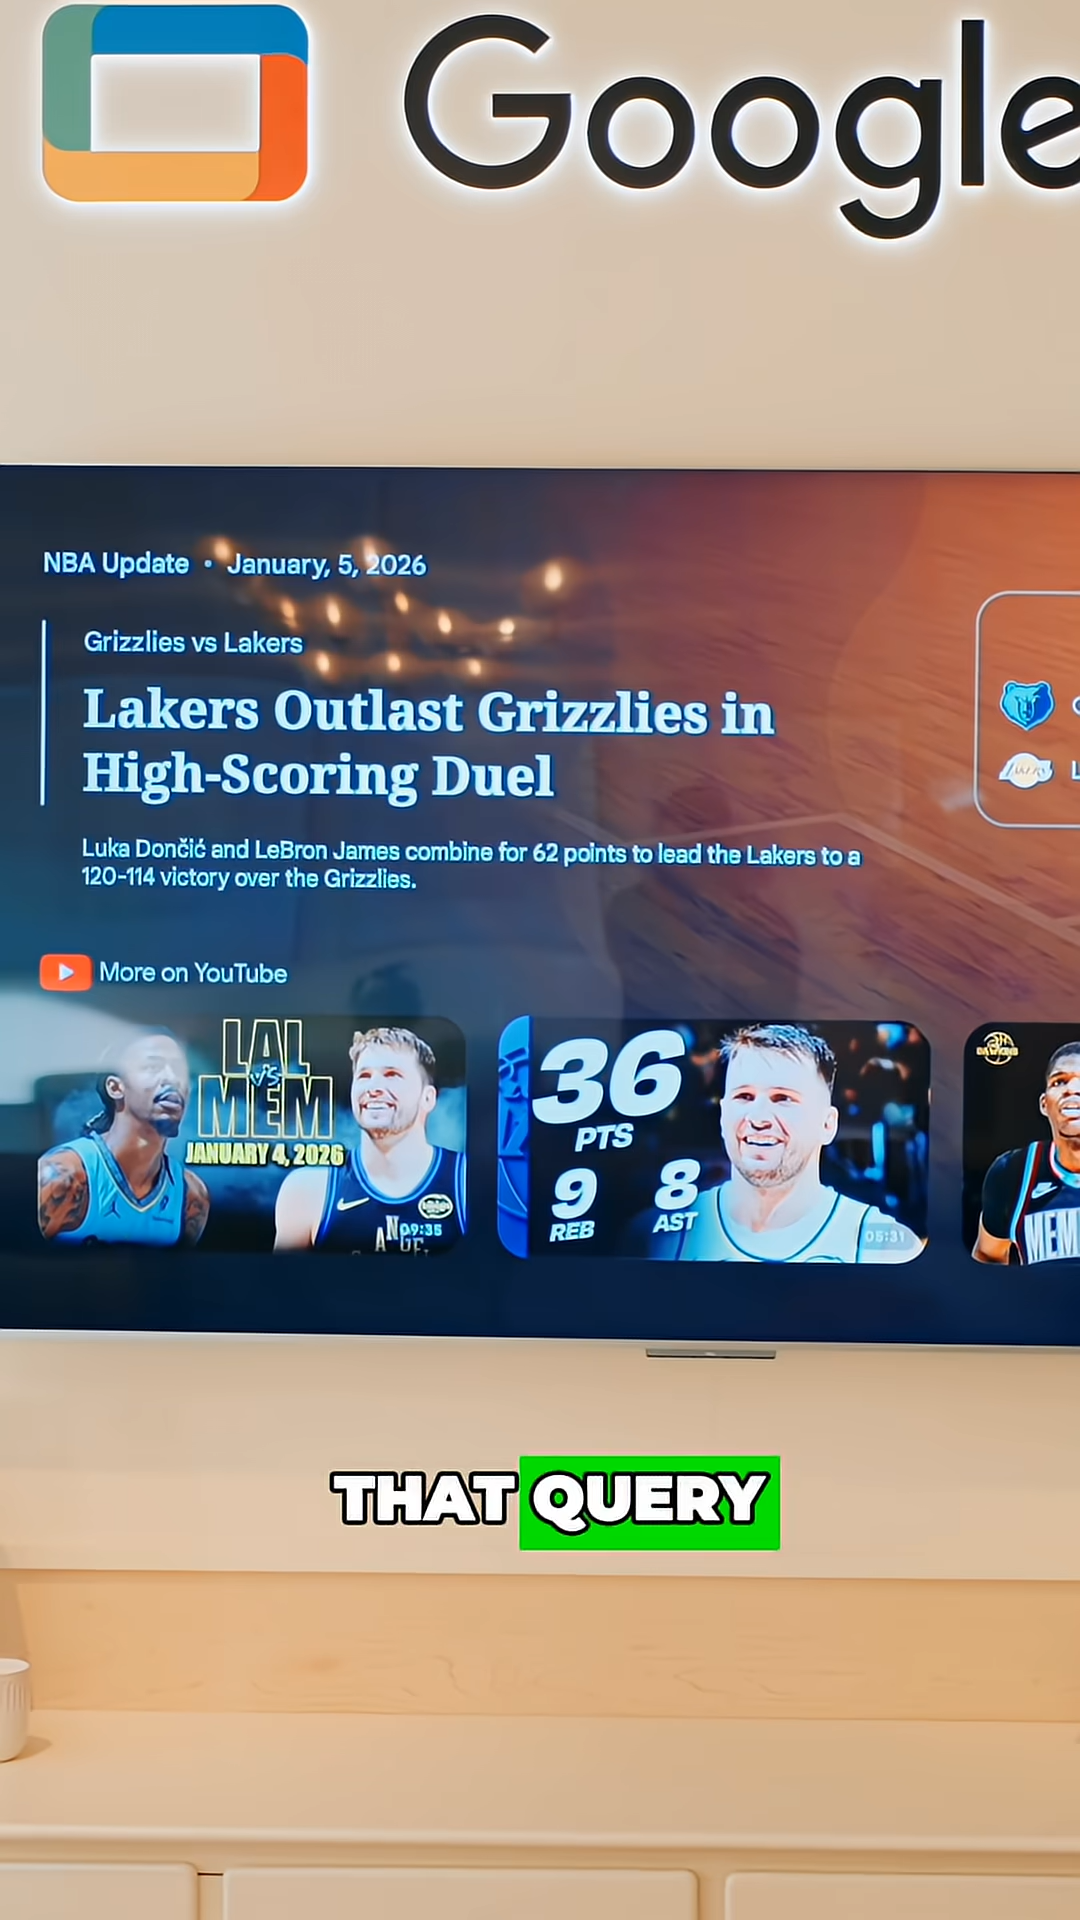 Google
NBA Update • January, 5, 2026
Grizzlies vs Lakers
Lakers Outlast Grizzlies in
High-Scoring Duel
Luka Dončić and LeBron James combine for 62 points to lead the Lakers to a
120-114 victory over the Grizzlies.
More on YouTube
LAL
VS
MEM
JANUARY 4, 2026
09:35
36
PTS
9
REB
8
AST
05:31
LAKERS
THAT QUERY